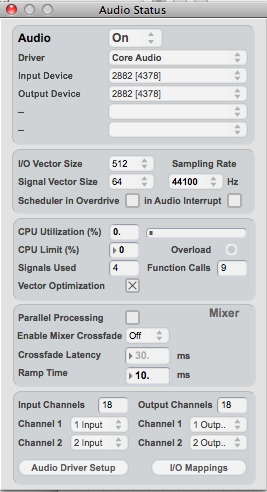 Audio Status
Audio On
Driver Core Audio
Input Device 2882 [4378]
Output Device 2882 [4378]
--
--
I/O Vector Size 512 Sampling Rate
Signal Vector Size 64 44100 Hz
Scheduler in Overdrive in Audio Interrupt
CPU Utilization (%) 0.
CPU Limit (%) 0 Overload
Signals Used 4 Function Calls 9
Vector Optimization
Parallel Processing Mixer
Enable Mixer Crossfade Off
Crossfade Latency 30. ms
Ramp Time 10. ms
Input Channels 18 Output Channels 18
Channel 1 1 Input Channel 1 1 Outp..
Channel 2 2 Input Channel 2 2 Outp..
Audio Driver Setup I/O Mappings